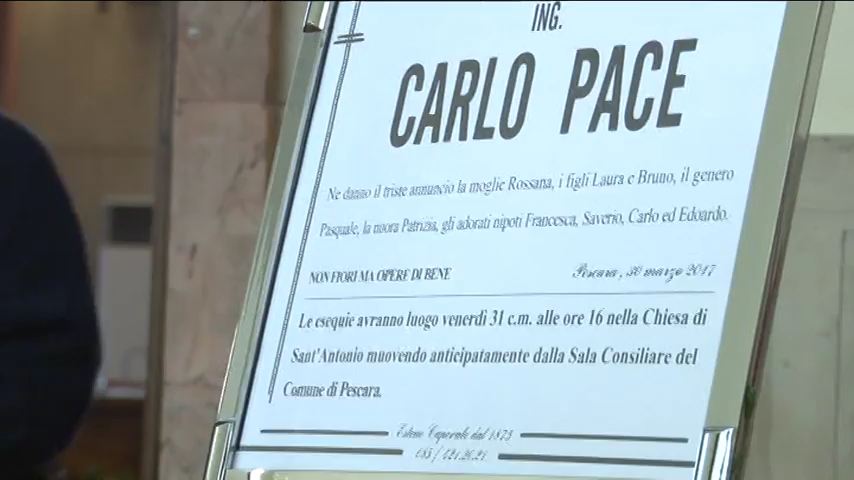 ING.
CARLO PACE
Ne danno il triste annuncio la moglie Rossana, i figli Laura e Bruno, il genero
Pasquale, la nuora Patrizia, gli adorati nipoti Francesca, Saverio, Carlo ed Edoardo.
NON FIORI MA OPERE DI BENE
Pescara, 30 marzo 2017
Le esequie avranno luogo venerdì 31 c.m. alle ore 16 nella Chiesa di
Sant'Antonio muovendo anticipatamente dalla Sala Consiliare del
Comune di Pescara.
Caporale dal 1875